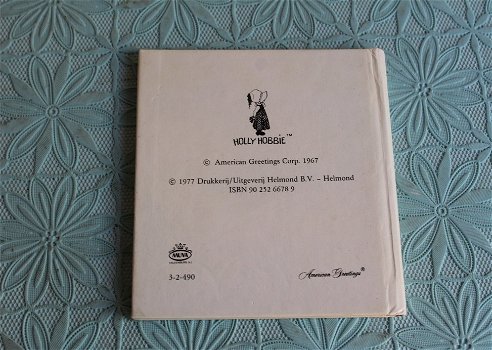 HOLLY HOBBIE™
© American Greetings Corp. 1967
© 1977 Drukkerij/Uitgeverij Helmond B.V. – Helmond
ISBN 90 252 6678 9
3-2-490
American Greetings®